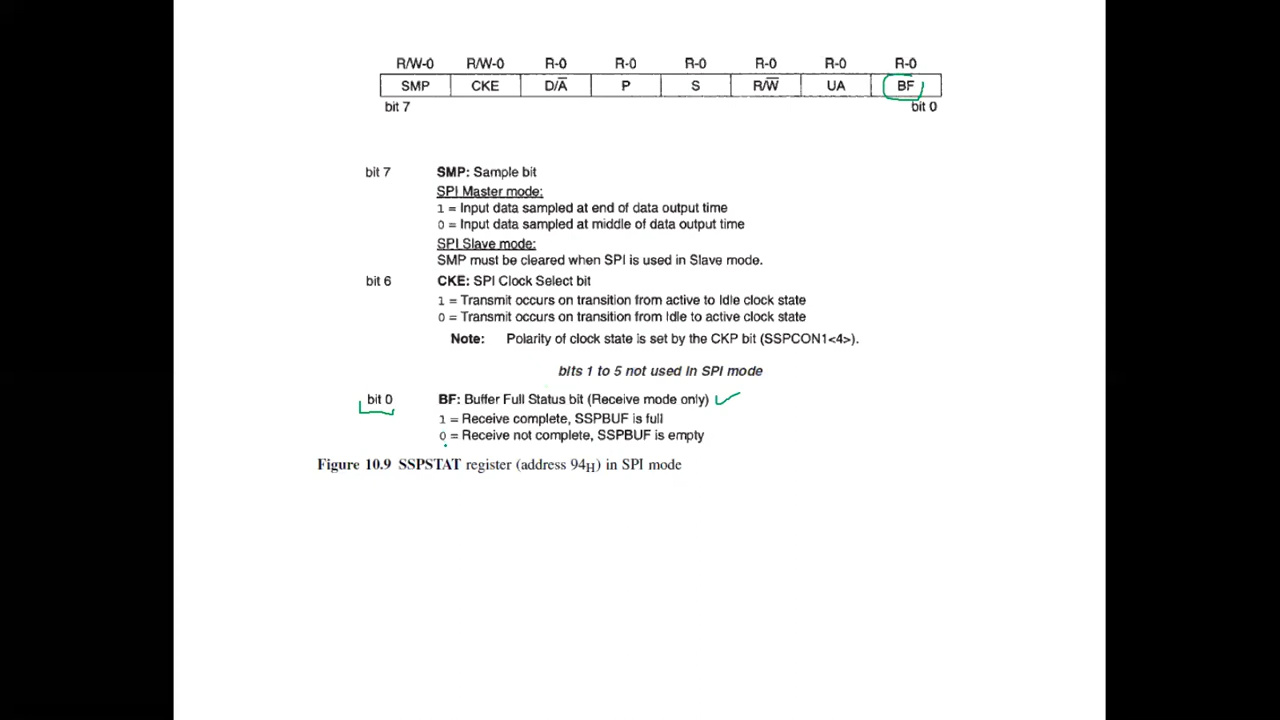 R/W-0 R/W-0 R-0 R-0 R-0 R-0 R-0 R-0
SMP CKE D/A̅ P S R/W̅ UA BF
bit 7 bit 0
bit 7 SMP: Sample bit
SPI Master mode:
1 = Input data sampled at end of data output time
0 = Input data sampled at middle of data output time
SPI Slave mode:
SMP must be cleared when SPI is used in Slave mode.
bit 6 CKE: SPI Clock Select bit
1 = Transmit occurs on transition from active to Idle clock state
0 = Transmit occurs on transition from Idle to active clock state
Note: Polarity of clock state is set by the CKP bit (SSPCON1<4>).
bits 1 to 5 not used in SPI mode
bit 0 BF: Buffer Full Status bit (Receive mode only)
1 = Receive complete, SSPBUF is full
0 = Receive not complete, SSPBUF is empty
Figure 10.9 SSPSTAT register (address 94H) in SPI mode